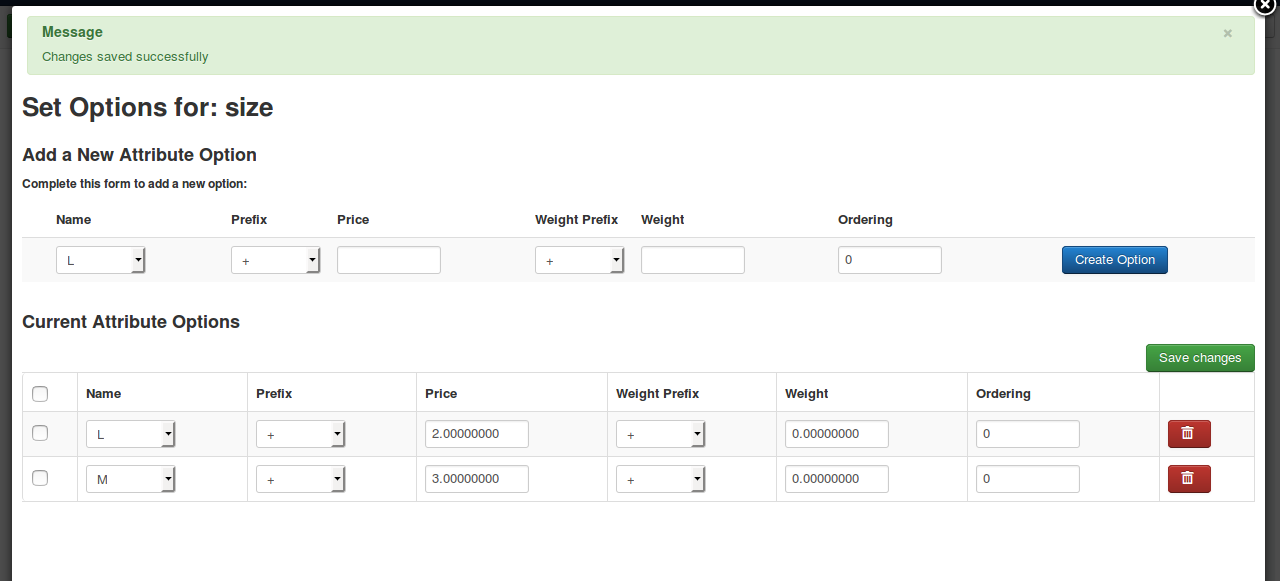 Message
×
Changes saved successfully
Set Options for: size
Add a New Attribute Option
Complete this form to add a new option:
Name Prefix Price Weight Prefix Weight Ordering
L + + 0 Create Option
Current Attribute Options
Save changes
Name Prefix Price Weight Prefix Weight Ordering
L + 2.00000000 + 0.00000000 0
M + 3.00000000 + 0.00000000 0